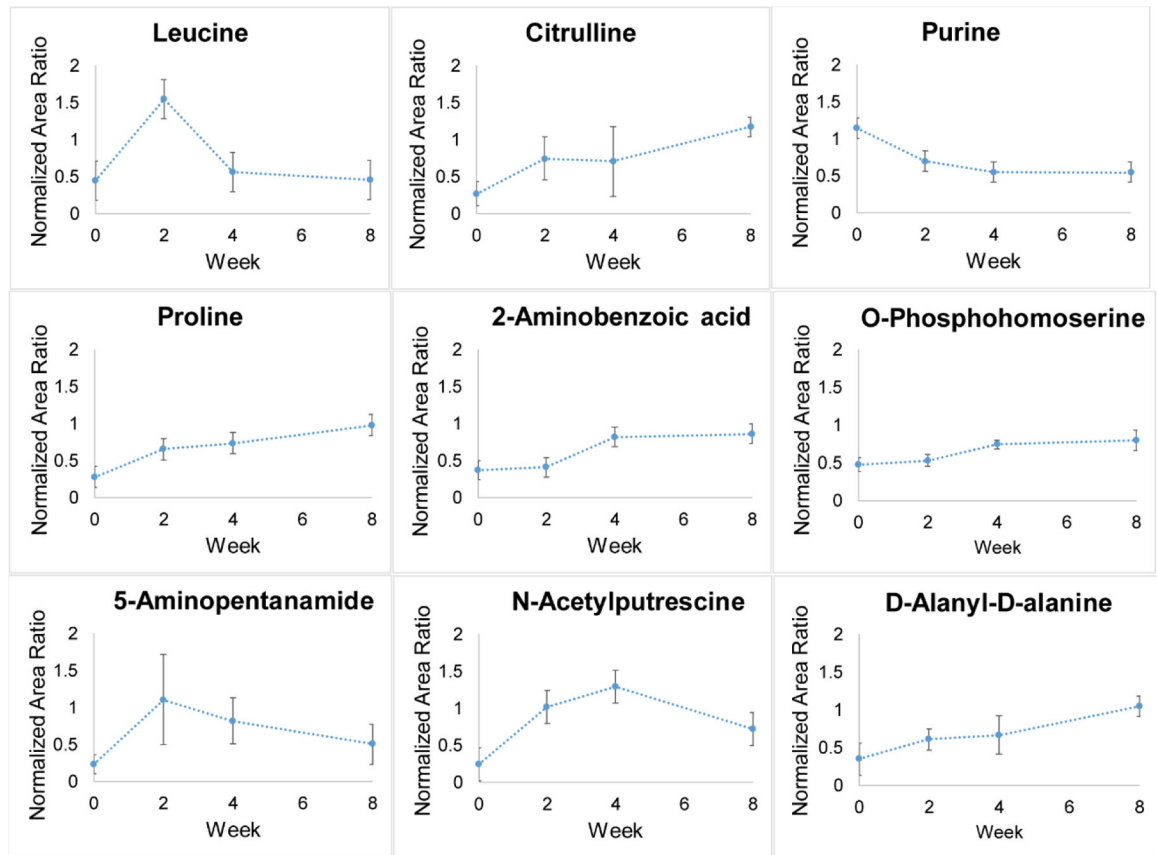 Leucine
Normalized Area Ratio
2
1.5
1
0.5
0
0 2 4 6 8
Week
Citrulline
Normalized Area Ratio
2
1.5
1
0.5
0
0 2 4 6 8
Week
Purine
Normalized Area Ratio
2
1.5
1
0.5
0
0 2 4 6 8
Week
Proline
Normalized Area Ratio
2
1.5
1
0.5
0
0 2 4 6 8
Week
2-Aminobenzoic acid
Normalized Area Ratio
2
1.5
1
0.5
0
0 2 4 6 8
Week
O-Phosphohomoserine
Normalized Area Ratio
2
1.5
1
0.5
0
0 2 4 6 8
Week
5-Aminopentanamide
Normalized Area Ratio
2
1.5
1
0.5
0
0 2 4 6 8
Week
N-Acetylputrescine
Normalized Area Ratio
2
1.5
1
0.5
0
0 2 4 6 8
Week
D-Alanyl-D-alanine
Normalized Area Ratio
2
1.5
1
0.5
0
0 2 4 6 8
Week